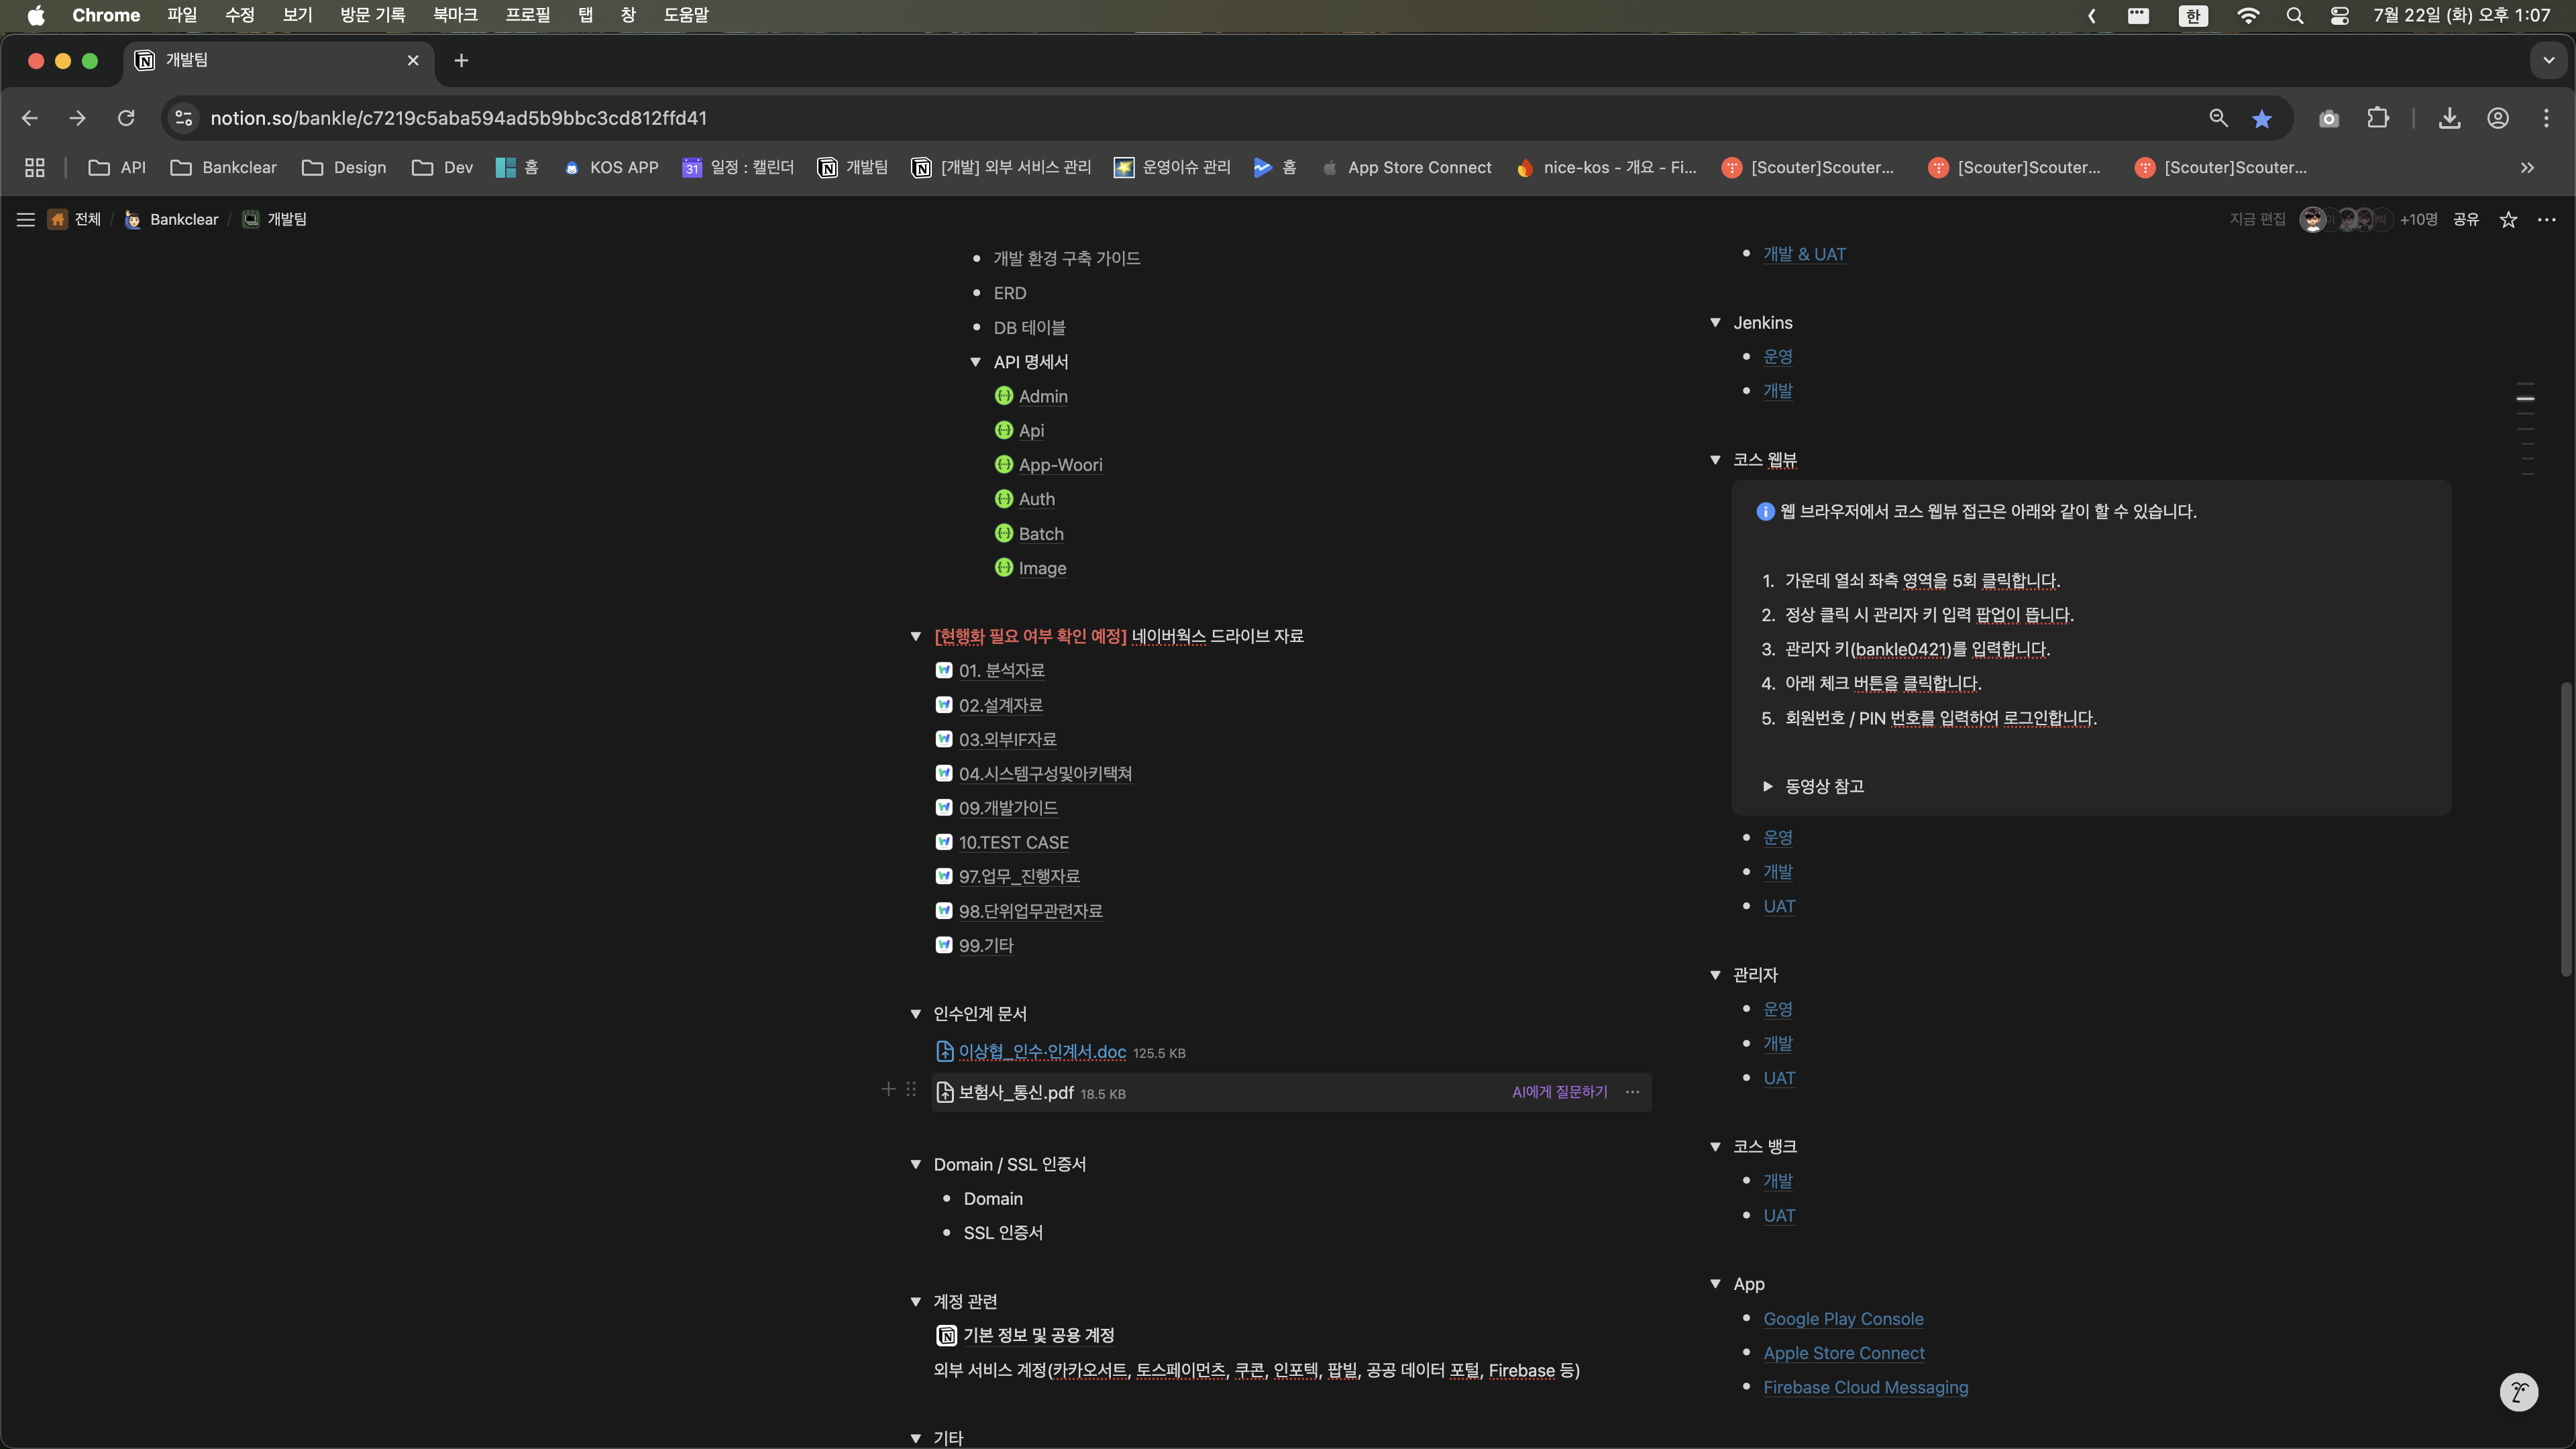 Chrome 파일 수정 보기 방문 기록 북마크 프로필 탭 창 도움말
한 7월 22일 (화) 오후 1:07
개발팀
notion.so/bankle/c7219c5aba594ad5b9bbc3cd812ffd41
API Bankclear Design Dev 홈 KOS APP 31 일정 : 캘린더 개발팀 [개발] 외부 서비스 관리 운영이슈 관리 홈 App Store Connect nice-kos - 개요 - Fi... [Scouter]Scouter... [Scouter]Scouter... [Scouter]Scouter...
전체 / Bankclear / 개발팀
지금 편집 이 박 +10명 공유
개발 환경 구축 가이드
ERD
DB 테이블
API 명세서
Admin
Api
App-Woori
Auth
Batch
Image
[현행화 필요 여부 확인 예정] 네이버웍스 드라이브 자료
01. 분석자료
02.설계자료
03.외부IF자료
04.시스템구성및아키택쳐
09.개발가이드
10.TEST CASE
97.업무_진행자료
98.단위업무관련자료
99.기타
인수인계 문서
이상협_인수·인계서.doc 125.5 KB
보험사_통신.pdf 18.5 KB AI에게 질문하기
Domain / SSL 인증서
Domain
SSL 인증서
계정 관련
기본 정보 및 공용 계정
외부 서비스 계정(카카오서트, 토스페이먼츠, 쿠콘, 인포텍, 팝빌, 공공 데이터 포털, Firebase 등)
기타
개발 & UAT
Jenkins
운영
개발
코스 웹뷰
웹 브라우저에서 코스 웹뷰 접근은 아래와 같이 할 수 있습니다.
1. 가운데 열쇠 좌측 영역을 5회 클릭합니다.
2. 정상 클릭 시 관리자 키 입력 팝업이 뜹니다.
3. 관리자 키(bankle0421)를 입력합니다.
4. 아래 체크 버튼을 클릭합니다.
5. 회원번호 / PIN 번호를 입력하여 로그인합니다.
동영상 참고
운영
개발
UAT
관리자
운영
개발
UAT
코스 뱅크
개발
UAT
App
Google Play Console
Apple Store Connect
Firebase Cloud Messaging